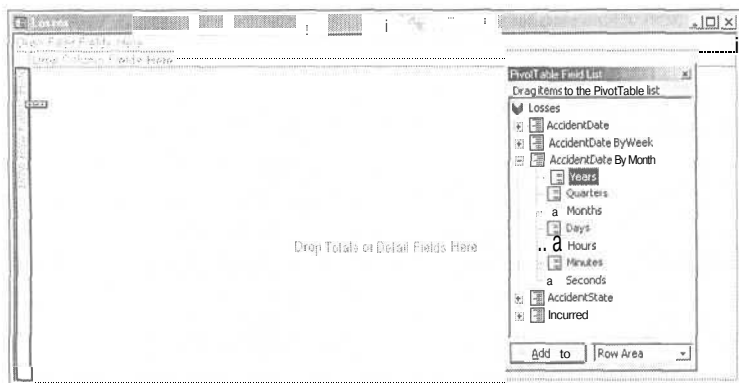 Losses
Drop Filter Fields Here
Drop Column Fields Here
PivotTable Field List
Drag items to the PivotTable list
Losses
AccidentDate
AccidentDate By Week
AccidentDate By Month
Years
Quarters
a Months
Days
.. a Hours
Minutes
a Seconds
AccidentState
Incurred
Drop Totals or Detail Fields Here
Add to
Row Area